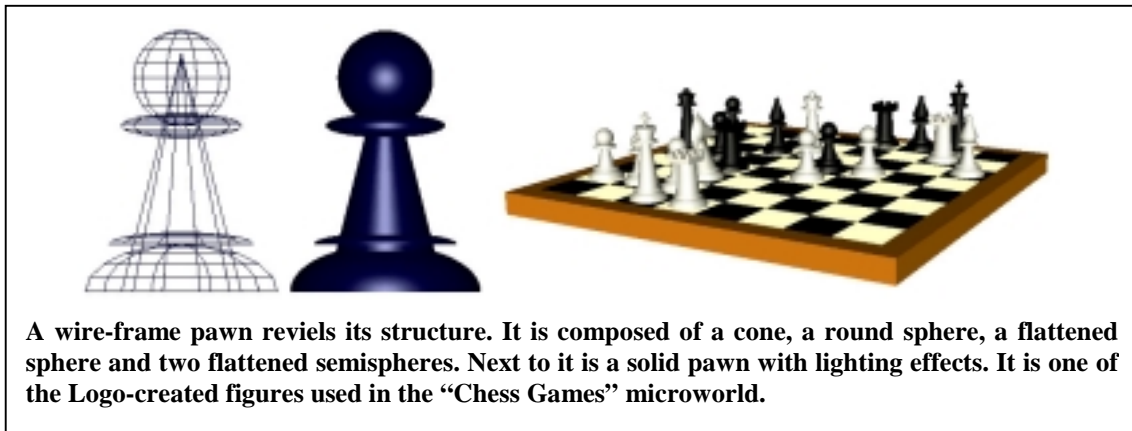 A wire-frame pawn reviels its structure. It is composed of a cone, a round sphere, a flattened
sphere and two flattened semispheres. Next to it is a solid pawn with lighting effects. It is one of
the Logo-created figures used in the “Chess Games” microworld.